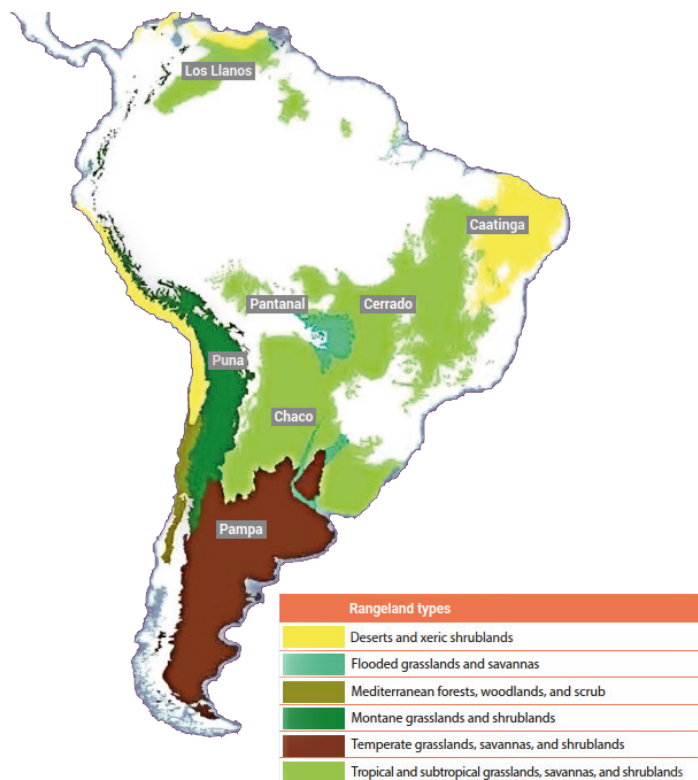 Los Llanos
Caatinga
Pantanal
Cerrado
Puna
Chaco
Pampa
Rangeland types
Deserts and xeric shrublands
Flooded grasslands and savannas
Mediterranean forests, woodlands, and scrub
Montane grasslands and shrublands
Temperate grasslands, savannas, and shrublands
Tropical and subtropical grasslands, savannas, and shrublands